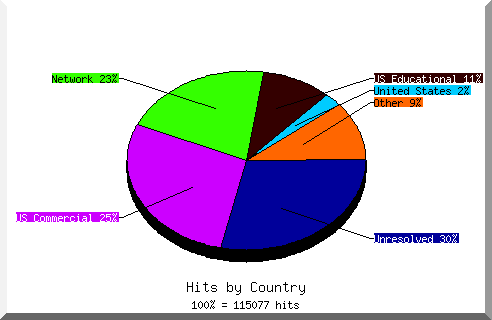 Network 23%
US Educational 11%
United States 2%
Other 9%
US Commercial 25%
Unresolved 30%
Hits by Country
100% = 115077 hits